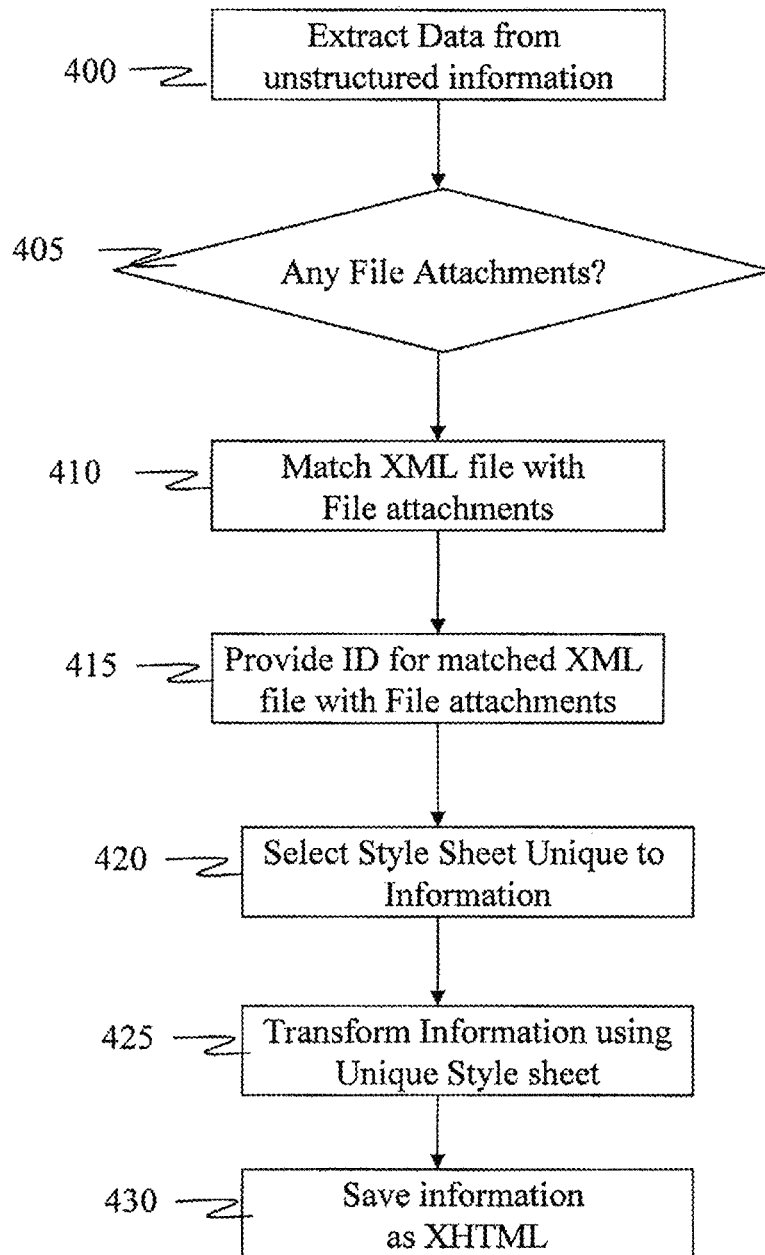 400
Extract Data from
unstructured information
405
Any File Attachments?
410
Match XML file with
File attachments
415
Provide ID for matched XML
file with File attachments
420
Select Style Sheet Unique to
Information
425
Transform Information using
Unique Style sheet
430
Save information
as XHTML